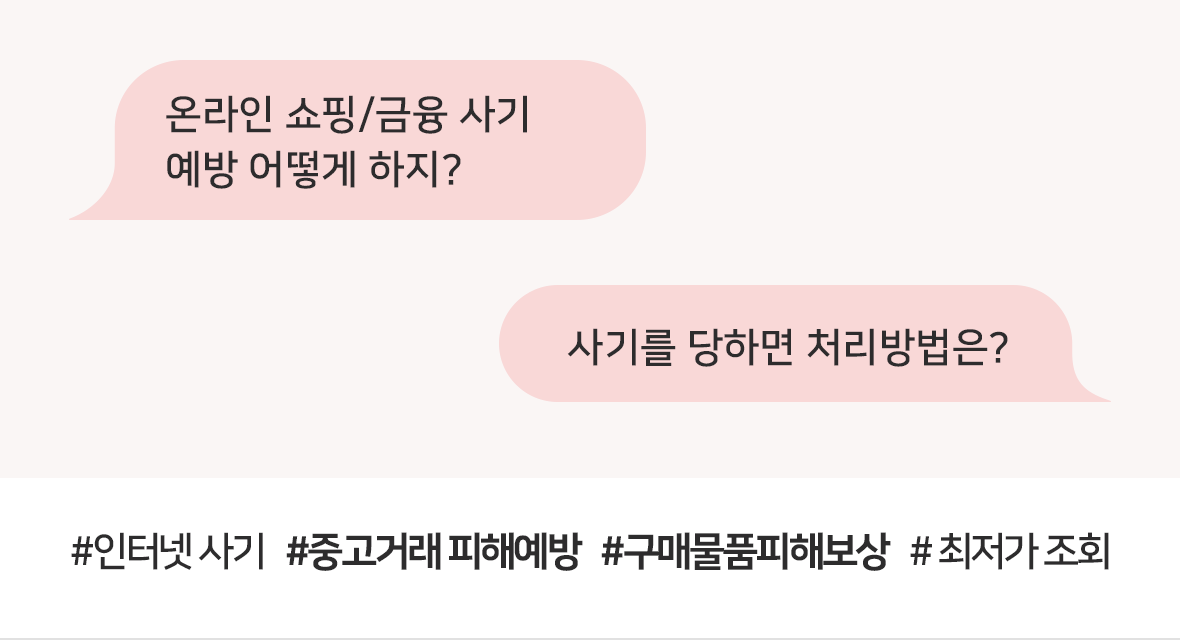 온라인 쇼핑/금융 사기
예방 어떻게 하지?
사기를 당하면 처리방법은?
#인터넷 사기 #중고거래 피해예방 #구매물품피해보상 # 최저가 조회